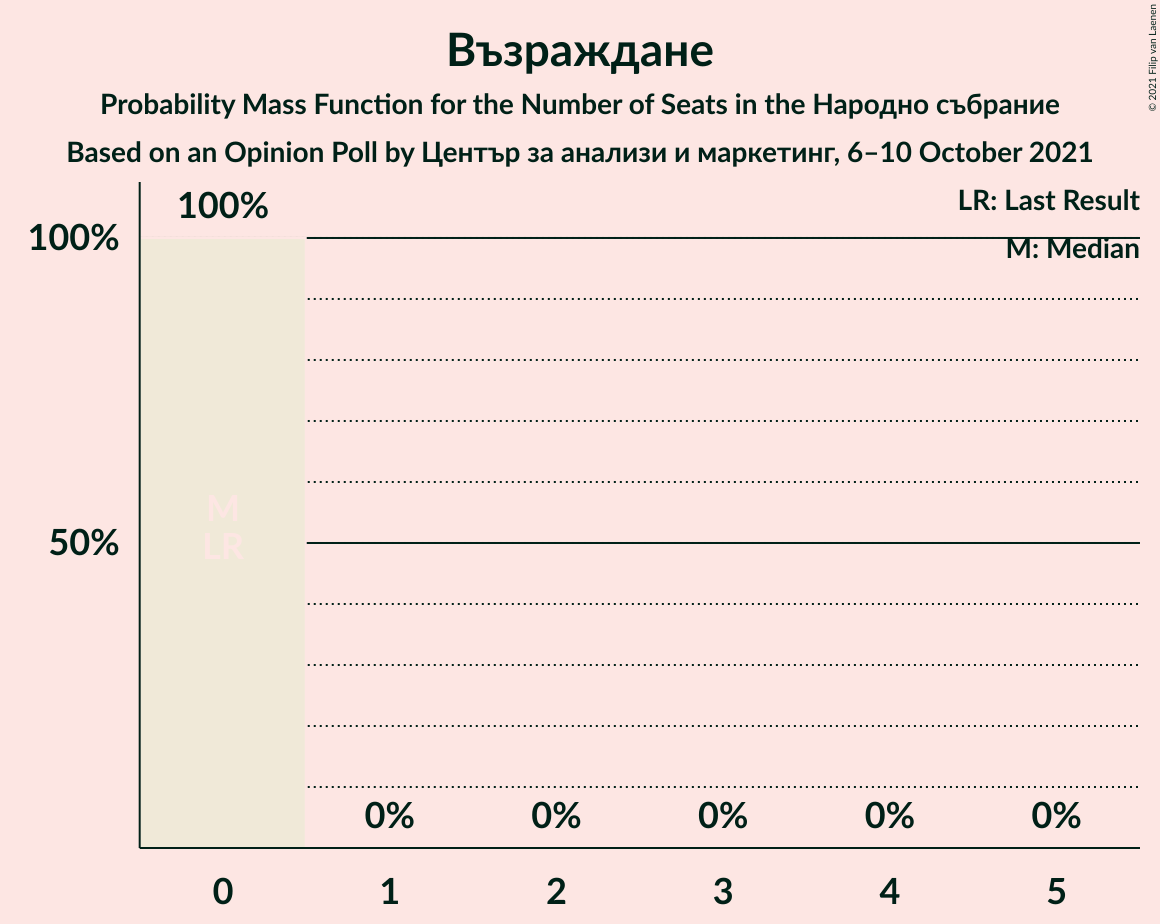 Възраждане
Probability Mass Function for the Number of Seats in the Народно събрание
Based on an Opinion Poll by Център за анализи и маркетинг, 6–10 October 2021
© 2021 Filip van Laenen
LR: Last Result
M: Median
100%
100%
50%
M
LR
0% 0% 0% 0% 0%
0 1 2 3 4 5